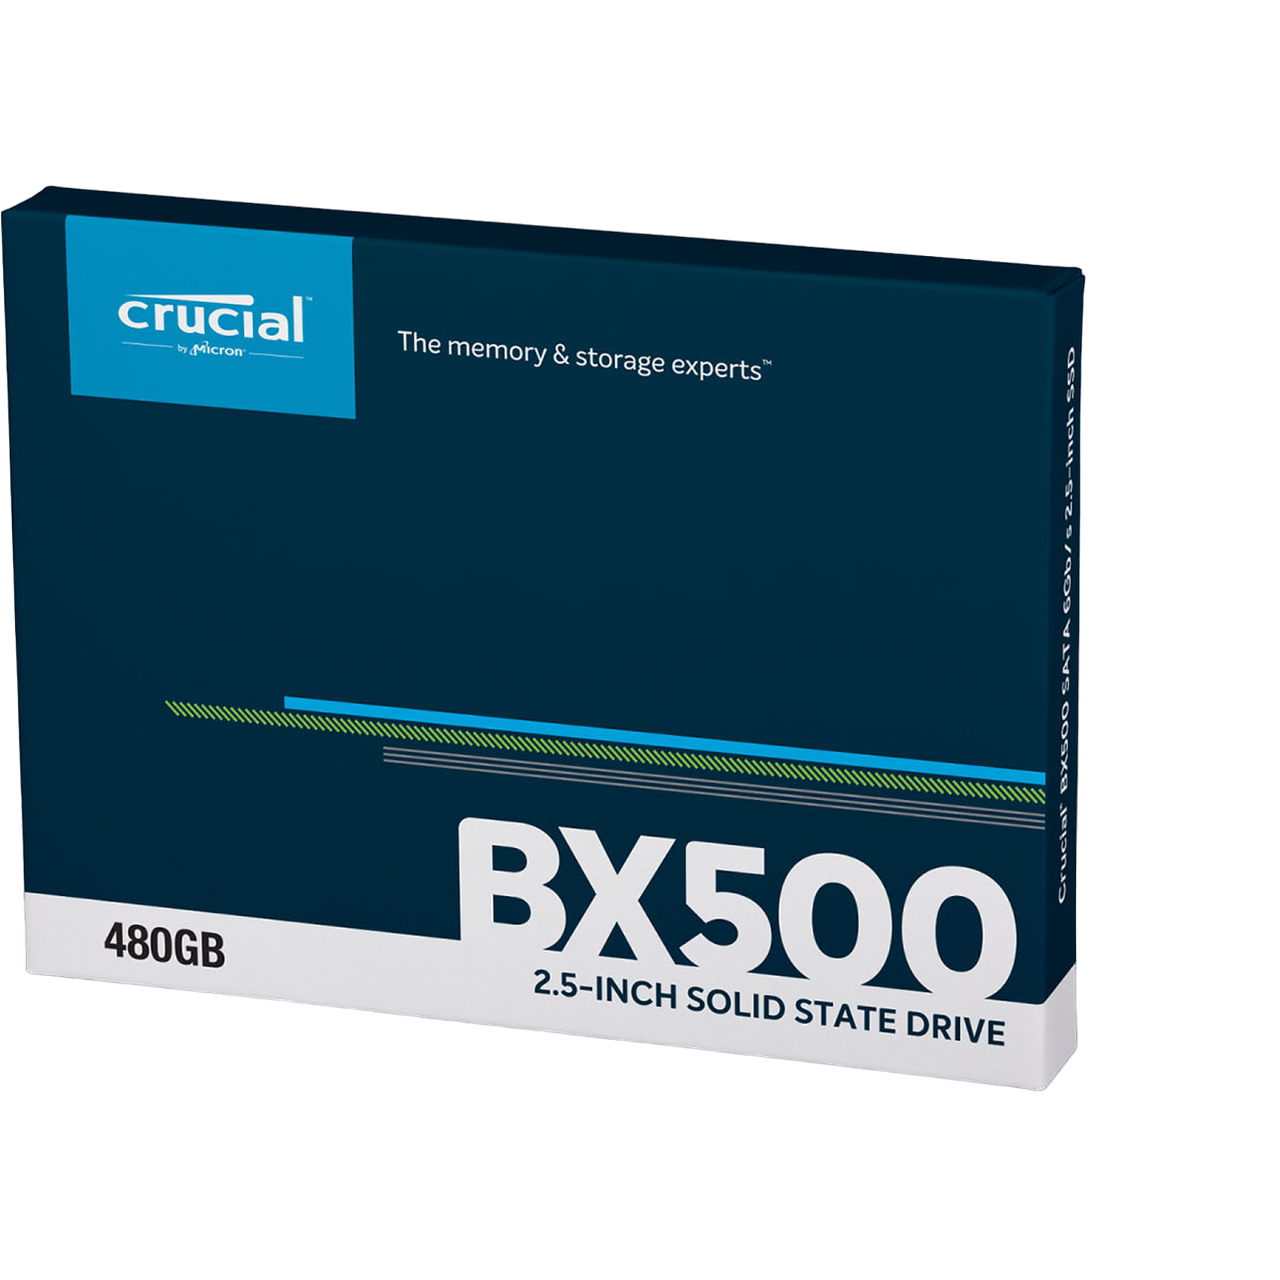 crucial™
by Micron®
The memory & storage experts™
BX500
480GB
2.5-INCH SOLID STATE DRIVE
Crucial® BX500 SATA 6Gb/s 2.5-inch SSD